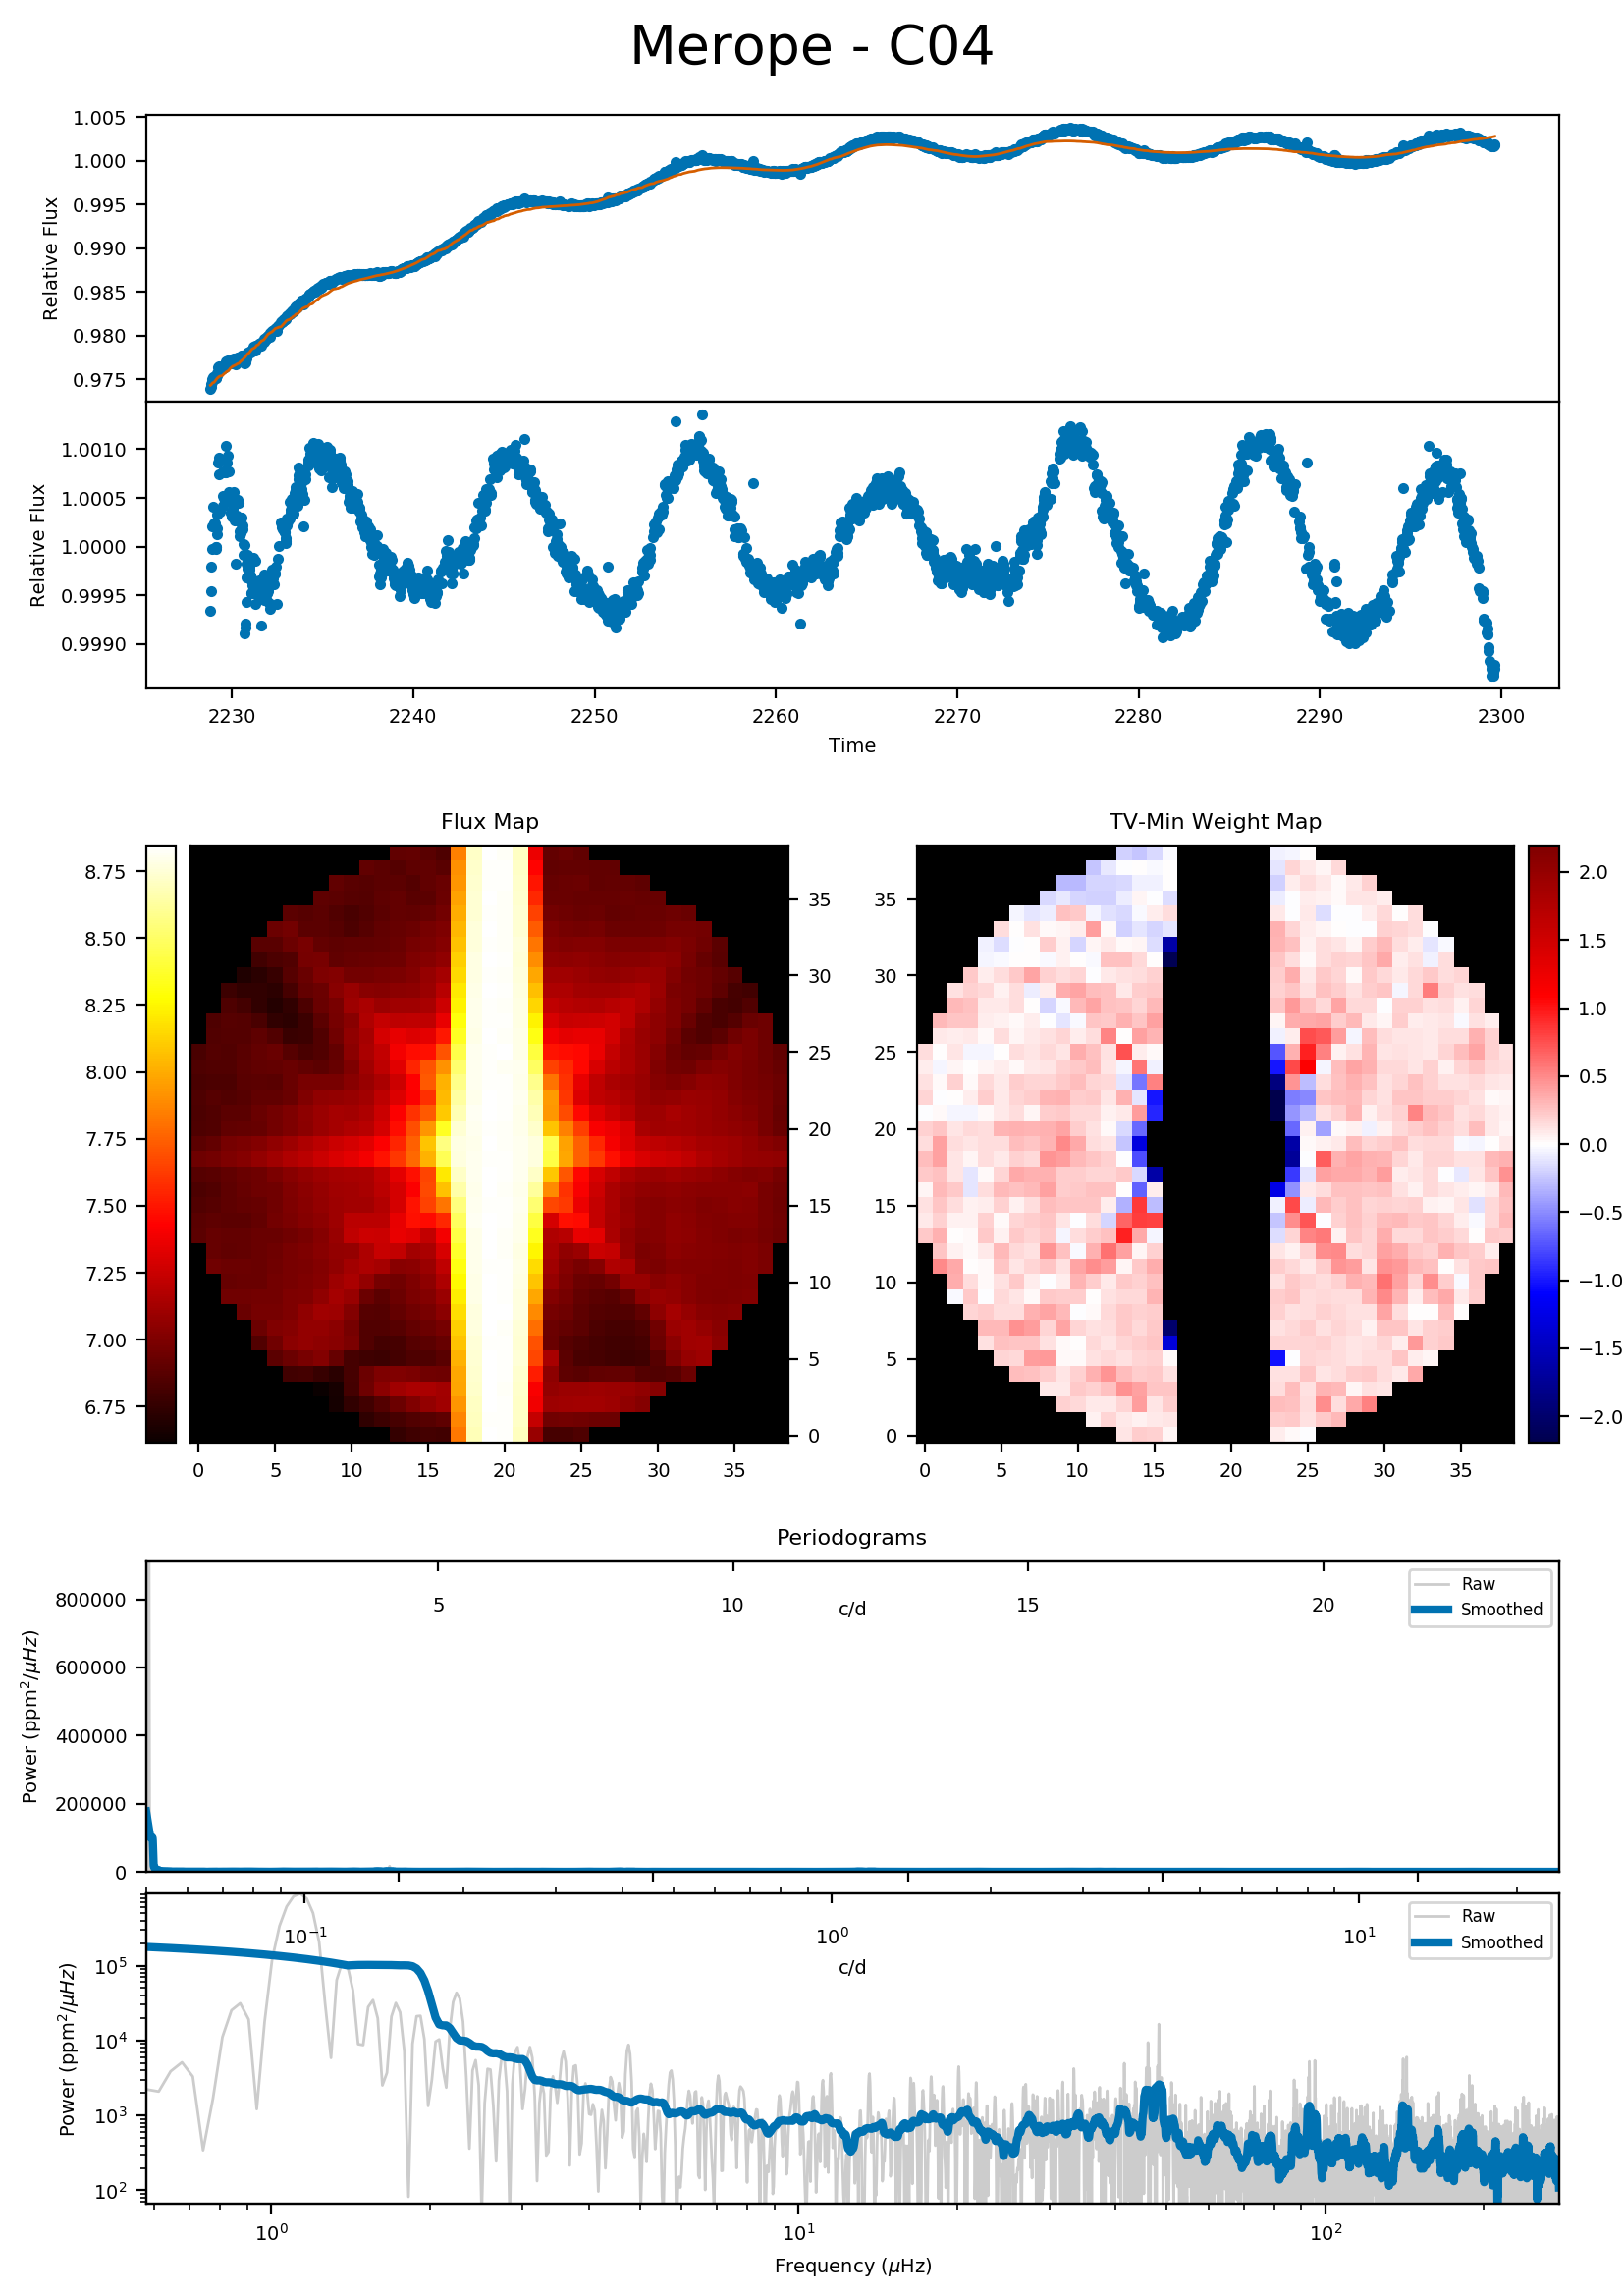 Merope - C04
1.005
1.000
0.995
0.990
0.985
0.980
0.975
Relative Flux
1.0010
1.0005
1.0000
0.9995
0.9990
Relative Flux
2230 2240 2250 2260 2270 2280 2290 2300
Time
Flux Map
8.75
8.50
8.25
8.00
7.75
7.50
7.25
7.00
6.75
35
30
25
20
15
10
5
0
0 5 10 15 20 25 30 35
TV-Min Weight Map
35
30
25
20
15
10
5
0
0 5 10 15 20 25 30 35
2.0
1.5
1.0
0.5
0.0
−0.5
−1.0
−1.5
−2.0
Periodograms
800000
600000
400000
200000
0
Power (ppm²/μHz)
5 10 15 20
c/d
Raw
Smoothed
10⁵
10⁴
10³
10²
Power (ppm²/μHz)
10⁻¹ 10⁰ 10¹
c/d
Raw
Smoothed
10⁰ 10¹ 10²
Frequency (μHz)